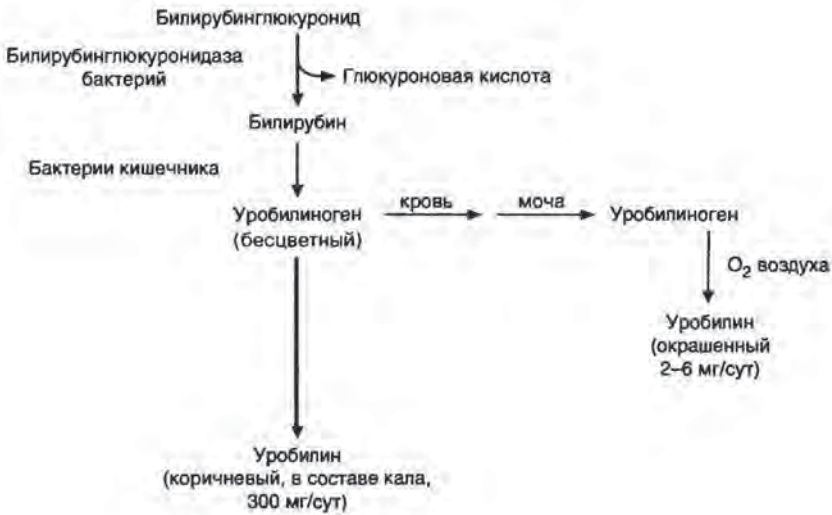 Билирубинглюкуронид
Билирубинглюкуронидаза
бактерий
Глюкуроновая кислота
Билирубин
Бактерии кишечника
Уробилиноген
(бесцветный)
кровь
моча
Уробилиноген
O₂ воздуха
Уробилин
(окрашенный
2–6 мг/сут)
Уробилин
(коричневый, в составе кала,
300 мг/сут)